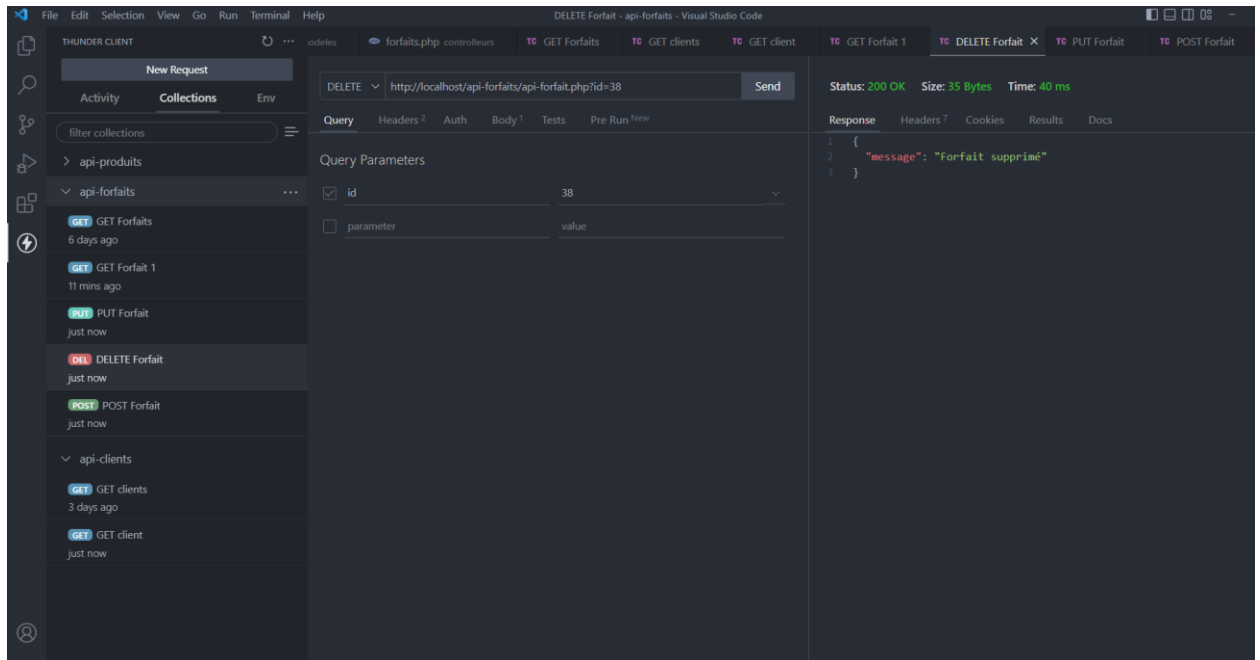 File Edit Selection View Go Run Terminal Help
DELETE Forfait - api-forfaits - Visual Studio Code
THUNDER CLIENT
odeles forfaits.php controlleurs TC GET Forfaits TC GET clients TC GET client TC GET Forfait 1 TC DELETE Forfait TC PUT Forfait TC POST Forfait
New Request
Activity Collections Env
filter collections
api-produits
api-forfaits
GET GET Forfaits
6 days ago
GET GET Forfait 1
11 mins ago
PUT PUT Forfait
just now
DEL DELETE Forfait
just now
POST POST Forfait
just now
api-clients
GET GET clients
3 days ago
GET GET client
just now
DELETE http://localhost/api-forfaits/api-forfait.php?id=38 Send
Query Headers 2 Auth Body 1 Tests Pre Run New
Query Parameters
id 38
parameter value
Status: 200 OK Size: 35 Bytes Time: 40 ms
Response Headers 7 Cookies Results Docs
1 {
2 "message": "Forfait supprimé"
3 }